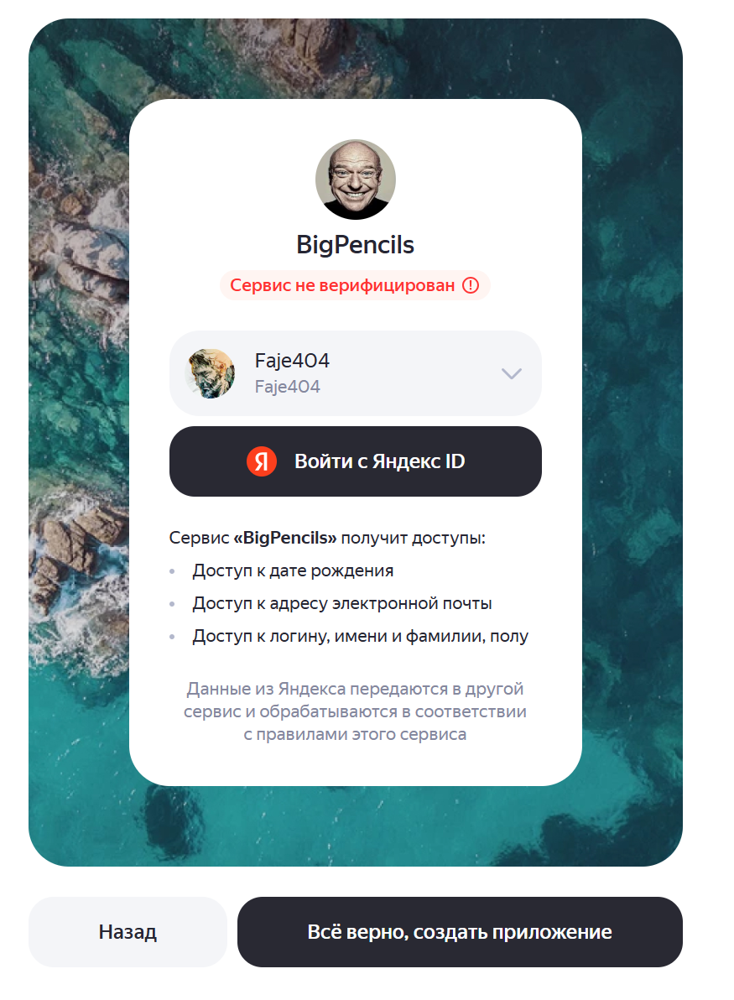 BigPencils
Сервис не верифицирован
Faje404
Faje404
Я Войти с Яндекс ID
Сервис «BigPencils» получит доступы:
• Доступ к дате рождения
• Доступ к адресу электронной почты
• Доступ к логину, имени и фамилии, полу
Данные из Яндекса передаются в другой
сервис и обрабатываются в соответствии
с правилами этого сервиса
Назад
Всё верно, создать приложение